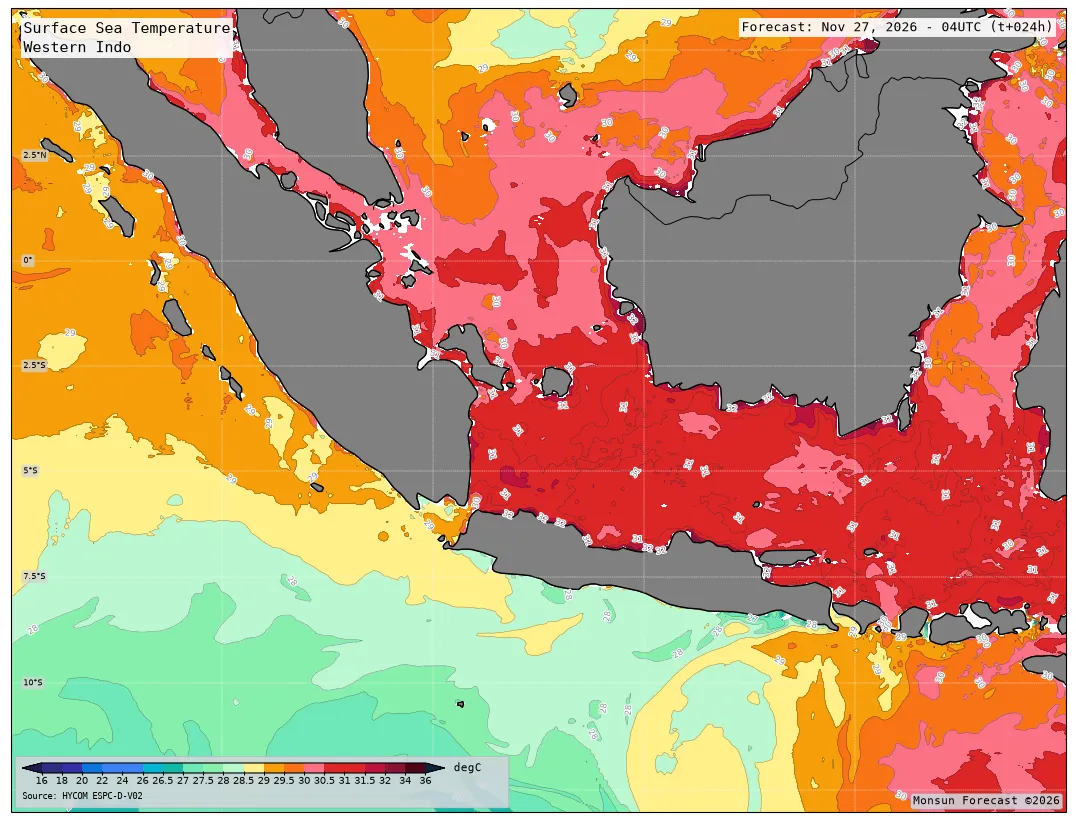 Surface Sea Temperature
Western Indo
Forecast: Nov 27, 2026 - 04UTC (t+024h)
2.5°N
0°
2.5°S
5°S
7.5°S
10°S
degC
16 18 20 22 24 26 26.5 27 27.5 28 28.5 29 29.5 30 30.5 31 31.5 32 34 36
Source: HYCOM ESPC-D-V02
Monsun Forecast ©2026